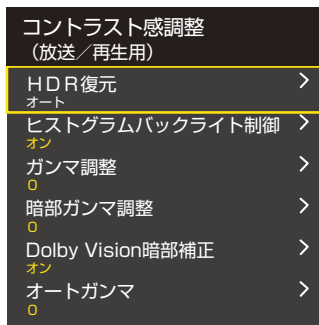 コントラスト感調整
（放送／再生用）
ＨＤＲ復元
オート
ヒストグラムバックライト制御
オン
ガンマ調整
0
暗部ガンマ調整
0
Dolby Vision暗部補正
オン
オートガンマ
0